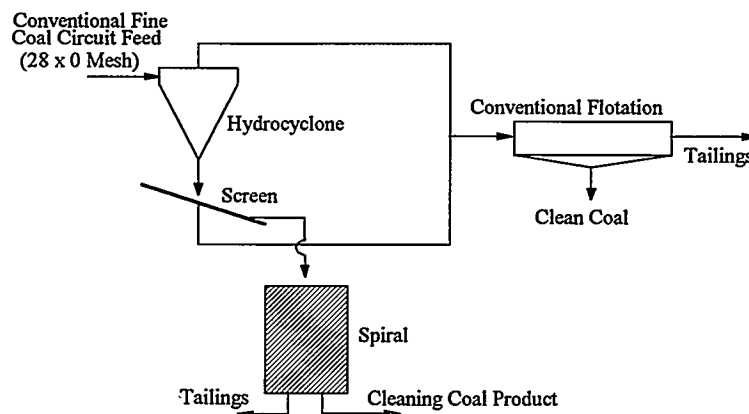 Conventional Fine
Coal Circuit Feed
(28 x 0 Mesh)
Hydrocyclone
Conventional Flotation
Tailings
Screen
Clean Coal
Spiral
Tailings
Cleaning Coal Product